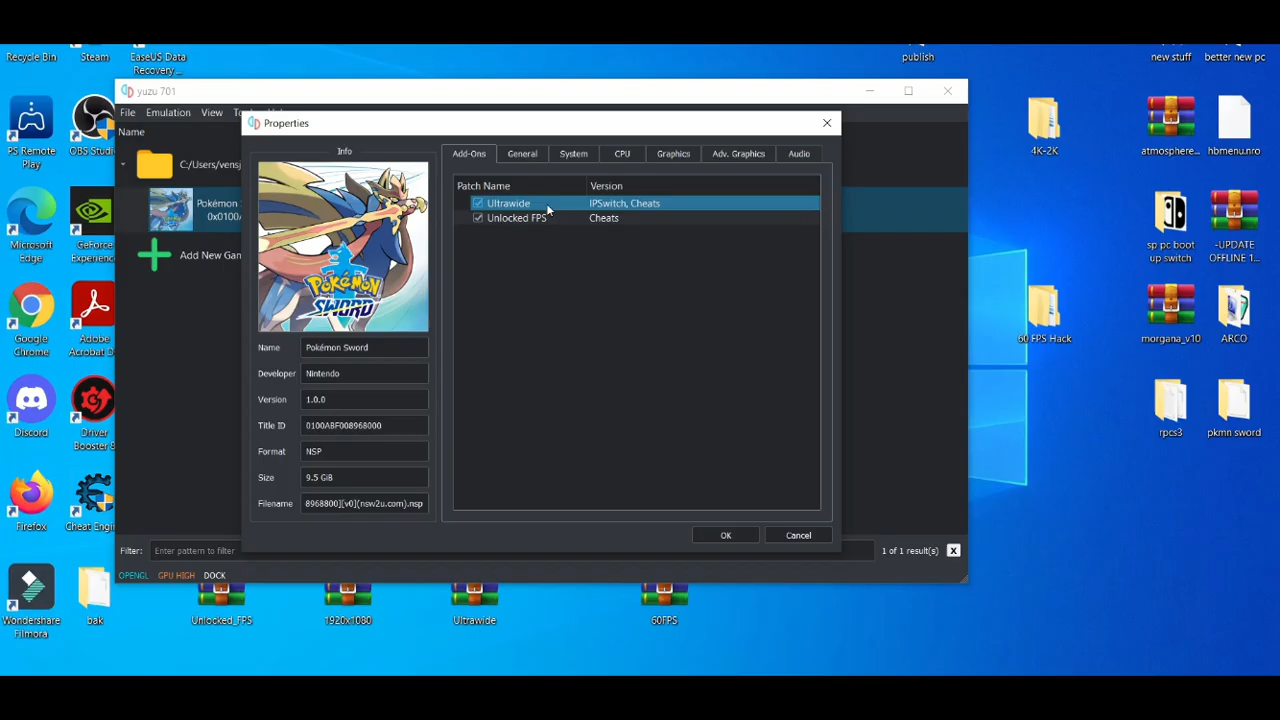 Recycle Bin
Steam
EaseUS Data
Recovery...
publish
new stuff
better new pc
yuzu 701
File
Emulation
View
Name
Properties
C:/Users/vensj
Pokémon
0x0100A
Add New Gam
Info
POKéMON
SWORD
Name
Pokémon Sword
Developer
Nintendo
Version
1.0.0
Title ID
0100ABF008968000
Format
NSP
Size
9.5 GiB
Filename
8968800][v0](nsw2u.com).nsp
Add-Ons
General
System
CPU
Graphics
Adv. Graphics
Audio
Patch Name
Version
Ultrawide
IPSwitch, Cheats
Unlocked FPS
Cheats
OK
Cancel
Filter:
Enter pattern to filter
1 of 1 result(s)
X
OPENGL
GPU HIGH
DOCK
PS Remote
Play
OBS Studio
Microsoft
Edge
GeForce
Experience
Google
Chrome
Adobe
Acrobat D
Discord
Driver
Booster 8
Firefox
Cheat Engi
Wondershare
Filmora
bak
Unlocked_FPS
1920x1080
Ultrawide
60FPS
4K-2K
atmosphere...
hbmenu.nro
sp pc boot
up switch
-UPDATE
OFFLINE 1...
60 FPS Hack
morgana_v10
ARCO
rpcs3
pkmn sword